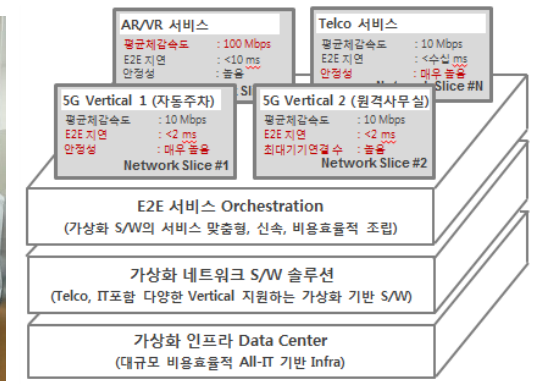 AR/VR 서비스
평균체감속도 : 100 Mbps
E2E 지연 : <10 ms
안정성 : 높음
Telco 서비스
평균체감속도 : 10 Mbps
E2E 지연 : <수십 ms
안정성 : 매우 높음
Network Slice #N
5G Vertical 1 (자동주차)
평균체감속도 : 10 Mbps
E2E 지연 : <2 ms
안정성 : 매우 높음
Network Slice #1
5G Vertical 2 (원격사무실)
평균체감속도 : 10 Mbps
E2E 지연 : <2 ms
최대기기연결 수 : 높음
Network Slice #2
E2E 서비스 Orchestration
(가상화 S/W의 서비스 맞춤형, 신속, 비용효율적 조립)
가상화 네트워크 S/W 솔루션
(Telco, IT포함 다양한 Vertical 지원하는 가상화 기반 S/W)
가상화 인프라 Data Center
(대규모 비용효율적 All-IT 기반 Infra)